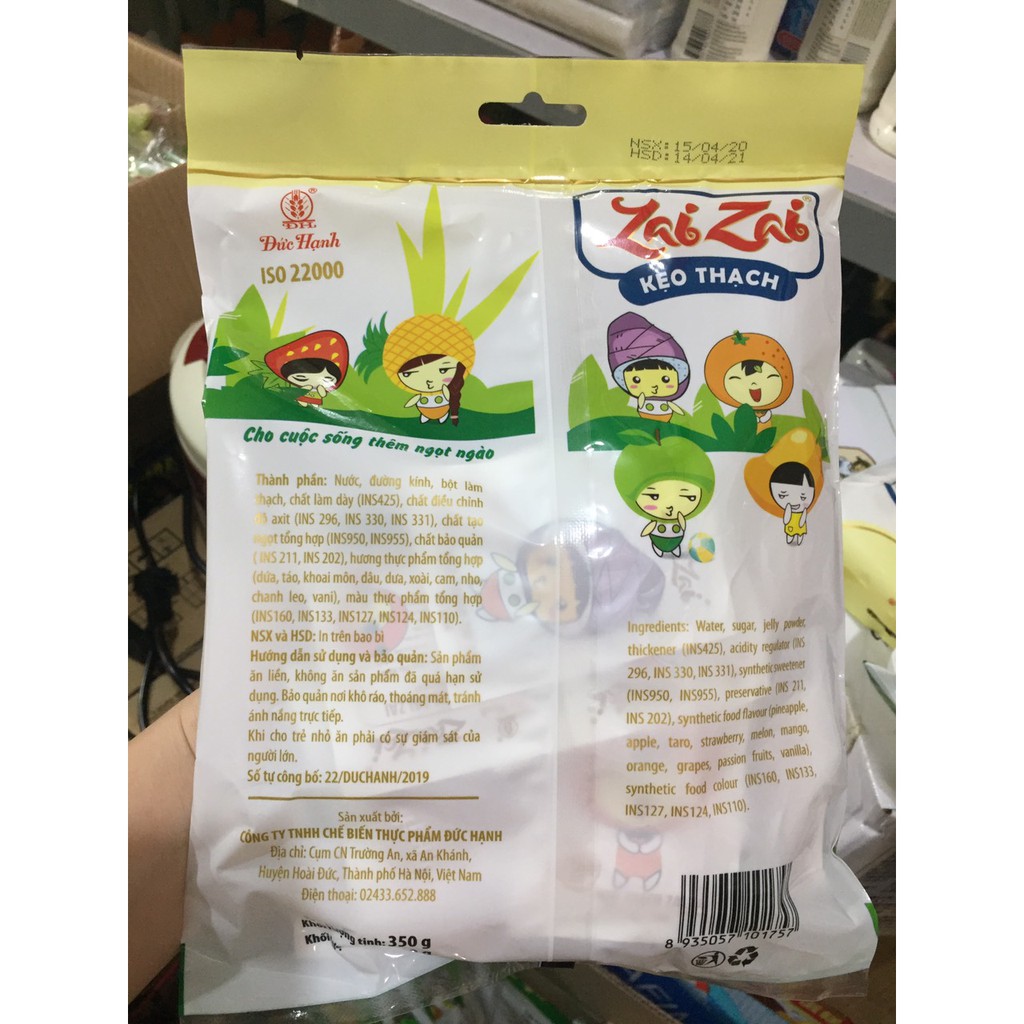 NSX: 15/04/20
HSD: 14/04/21
ĐH.
Đức Hạnh
ISO 22000
Cho cuộc sống thêm ngọt ngào
Thành phần: Nước, đường kính, bột làm
thạch, chất làm dày (INS425), chất điều chỉnh
axit (INS 296, INS 330, INS 331), chất tạo
ngọt tổng hợp (INS950, INS955), chất bảo quản
( INS 211, INS 202), hương thực phẩm tổng hợp
(dứa, táo, khoai môn, dâu, dưa, xoài, cam, nho,
chanh leo, vani), màu thực phẩm tổng hợp
(INS160, INS133, INS127, INS124, INS110).
NSX và HSD: In trên bao bì
Hướng dẫn sử dụng và bảo quản: Sản phẩm
ăn liền, không ăn sản phẩm đã quá hạn sử
dụng. Bảo quản nơi khô ráo, thoáng mát, tránh
ánh nắng trực tiếp.
Khi cho trẻ nhỏ ăn phải có sự giám sát của
người lớn.
Số tự công bố: 22/DUCHANH/2019
Sản xuất bởi:
CÔNG TY TNHH CHẾ BIẾN THỰC PHẨM ĐỨC HẠNH
Địa chỉ: Cụm CN Trường An, xã An Khánh,
Huyện Hoài Đức, Thành phố Hà Nội, Việt Nam
Điện thoại: 02433.652.888
tịnh: 350 g
Zai Zai
KẸO THẠCH
Ingredients: Water, sugar, jelly powder,
thickener (INS425), acidity regulator (INS
296, INS 330, INS 331), synthetic sweetener
(INS950, INS955), preservative (INS 211,
INS 202), synthetic food flavour (pineapple,
apple, taro, strawberry, melon, mango,
orange, grapes, passion fruits, vanilla),
synthetic food colour (INS160, INS133,
INS127, INS124, INS110).
8 935057 101757